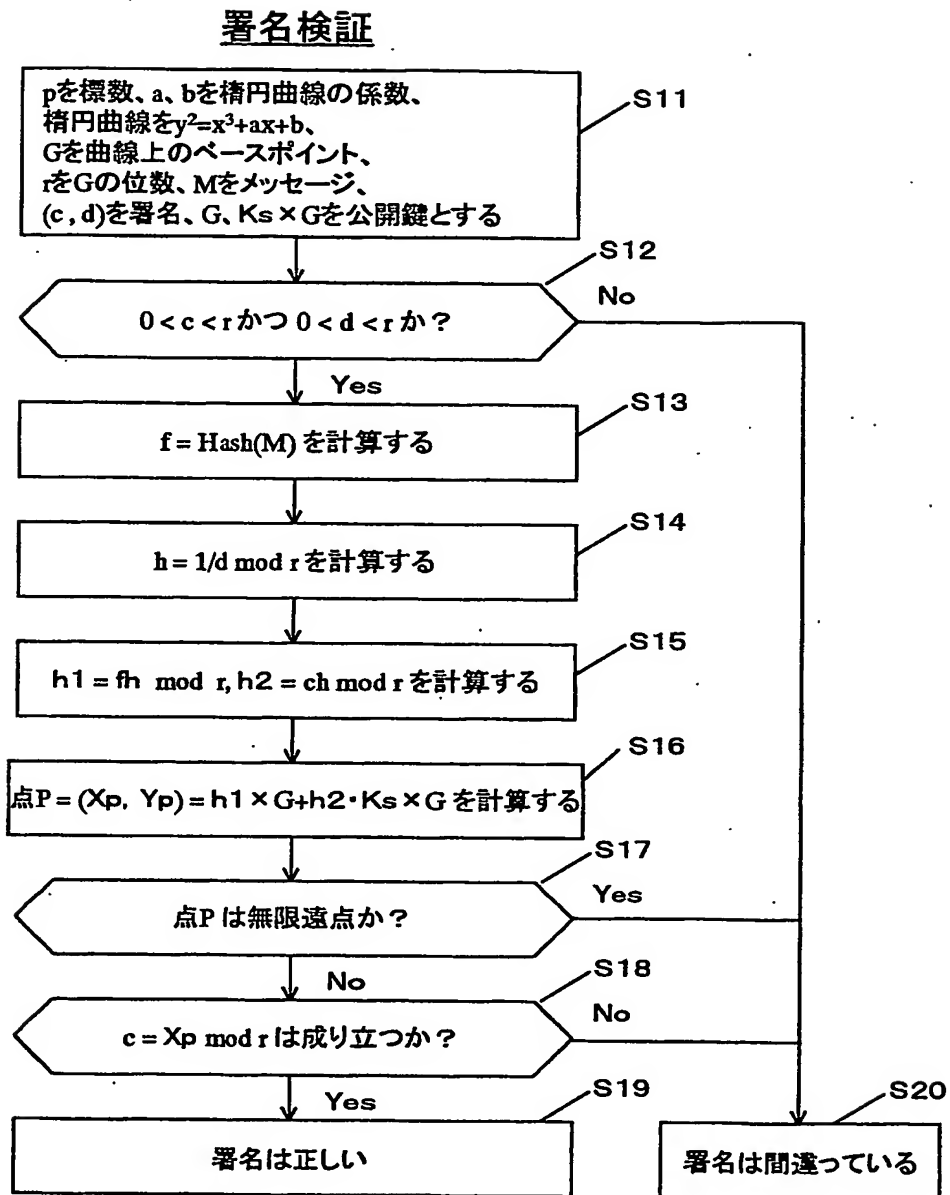 署名検証
pを標数、a、bを楕円曲線の係数、
楕円曲線をy²=x³+ax+b、
Gを曲線上のベースポイント、
rをGの位数、Mをメッセージ、
(c , d)を署名、G、Ks×Gを公開鍵とする
S11
S12
0 < c < r かつ 0 < d < r か？
No
Yes
S13
f = Hash(M) を計算する
S14
h = 1/d mod r を計算する
S15
h1 = fh mod r, h2 = ch mod r を計算する
S16
点P = (Xp, Yp) = h1 × G+h2・Ks × G を計算する
S17
点P は無限遠点か？
Yes
No
S18
c = Xp mod r は成り立つか？
No
Yes
S19
署名は正しい
S20
署名は間違っている